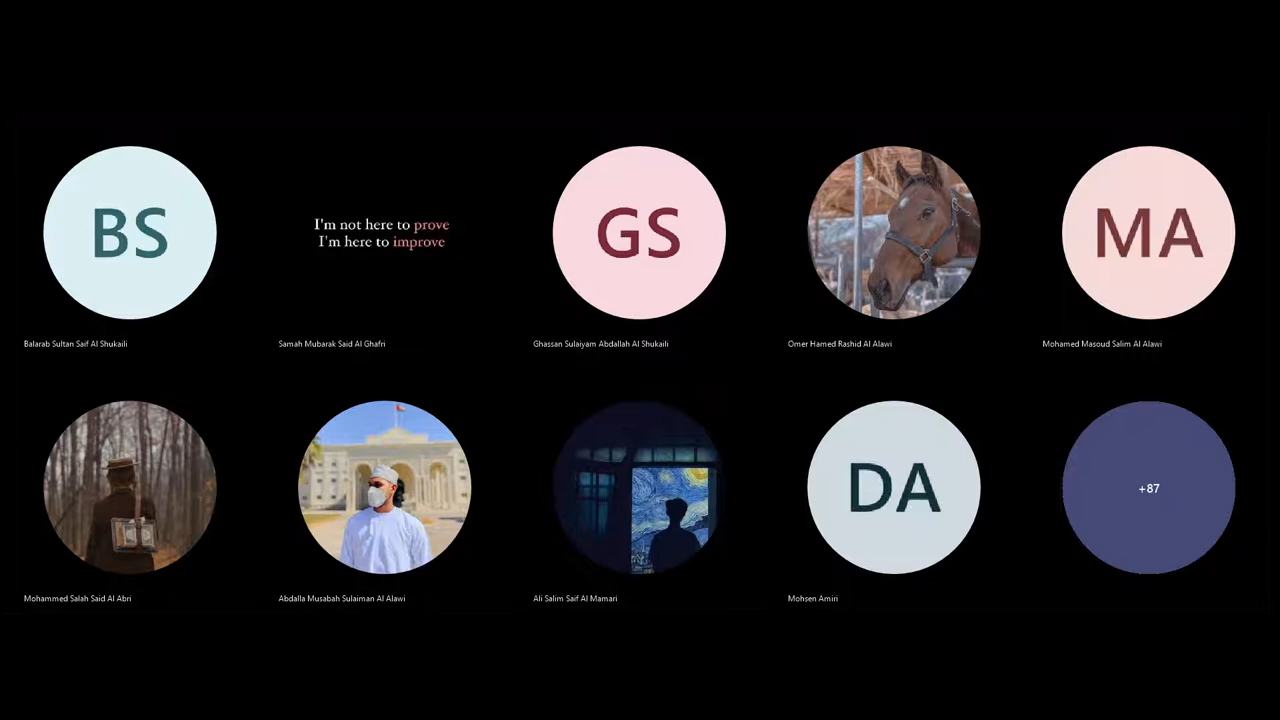 BS
I'm not here to prove
I'm here to improve
GS
MA
Balarab Sultan Saif Al Shukaili
Samah Mubarak Said Al Ghafri
Ghassan Sulaiyam Abdallah Al Shukaili
Omer Hamed Rashid Al Alawi
Mohamed Masoud Salim Al Alawi
DA
+87
Mohammed Salah Said Al Abri
Abdalla Musabah Sulaiman Al Alawi
Ali Salim Saif Al Mamari
Mohsen Amiri